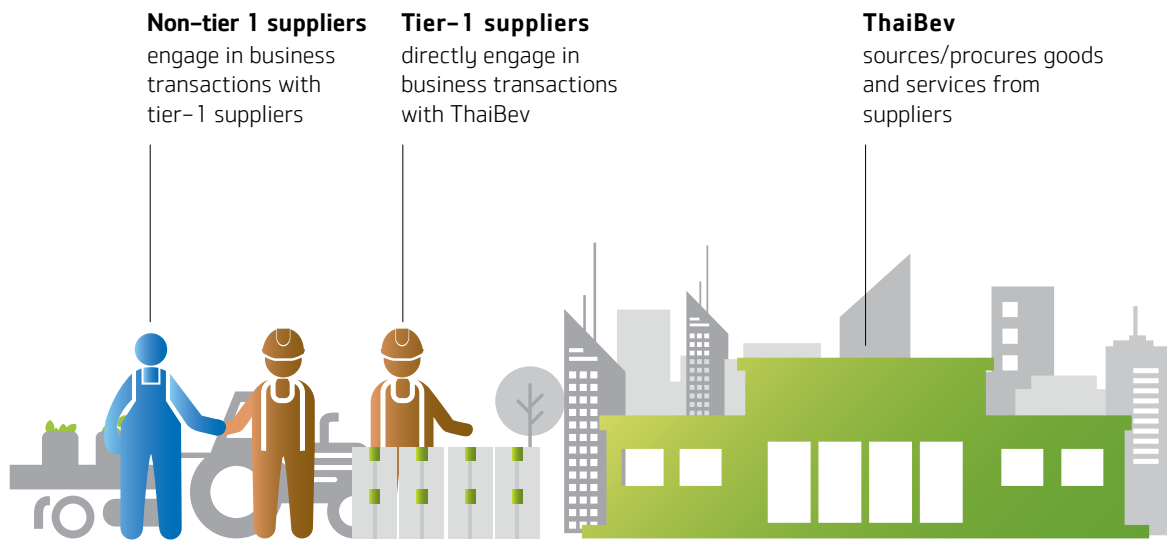 Non-tier 1 suppliers
engage in business
transactions with
tier-1 suppliers
Tier-1 suppliers
directly engage in
business transactions
with ThaiBev
ThaiBev
sources/procures goods
and services from
suppliers